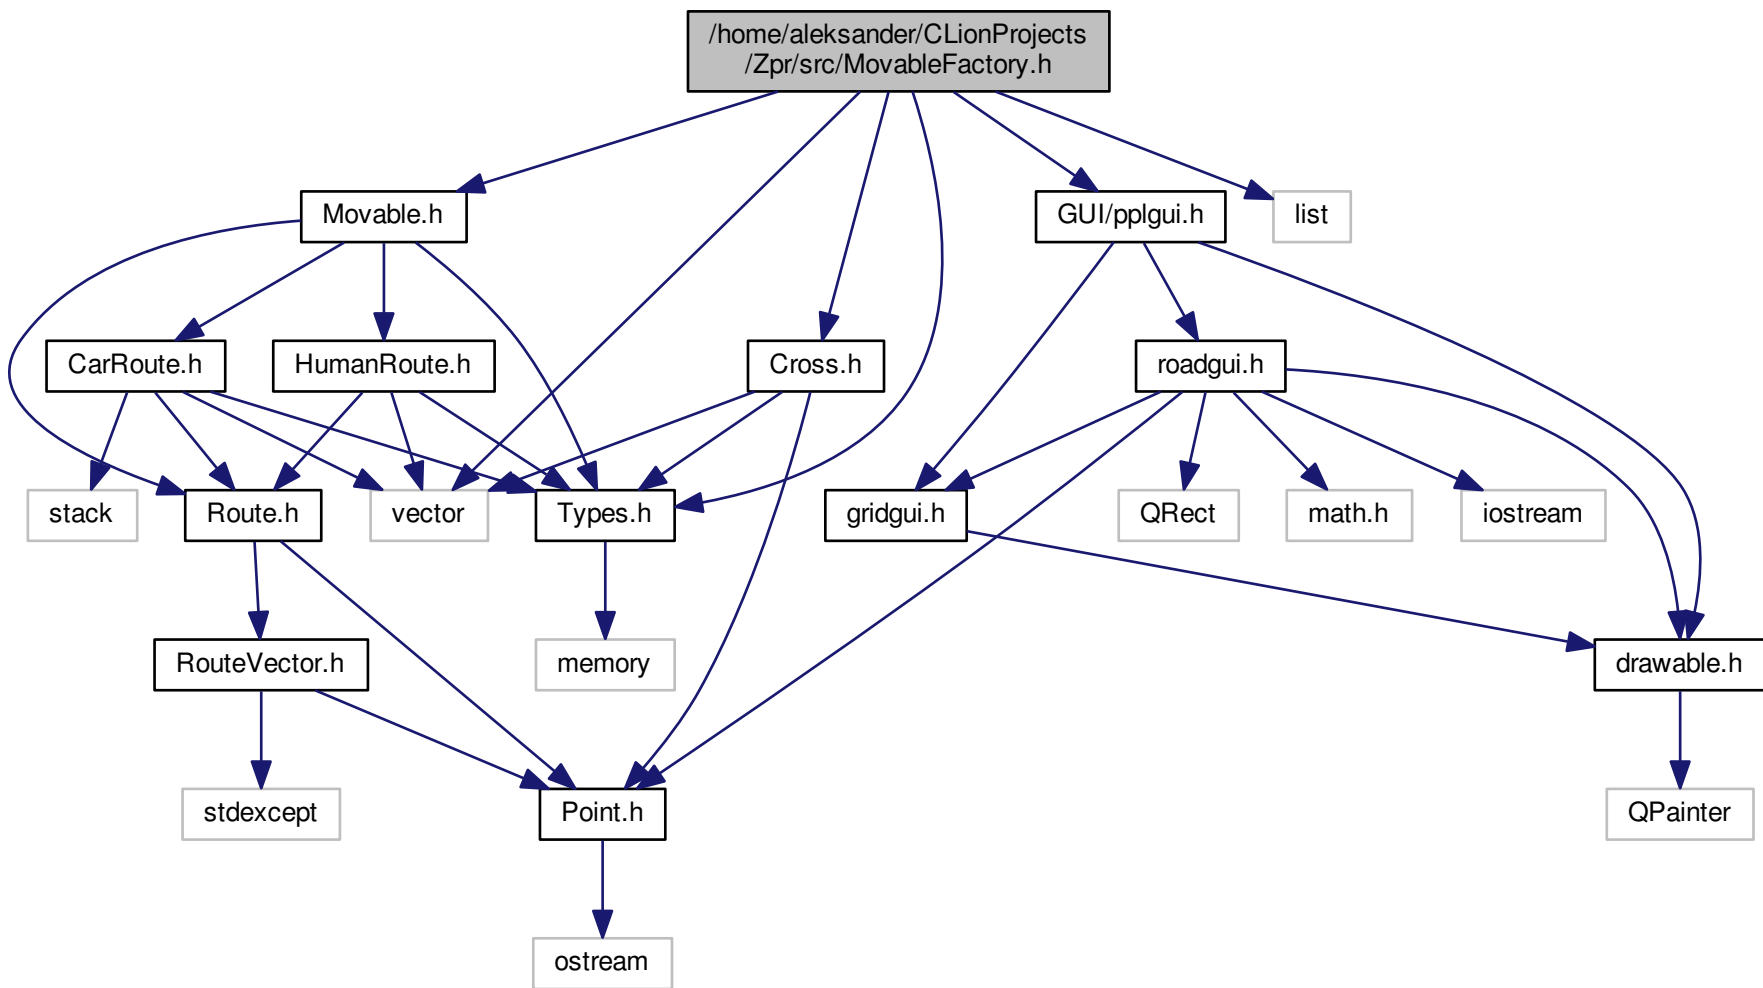 /home/aleksander/CLionProjects
/Zpr/src/MovableFactory.h
Movable.h
GUI/pplgui.h
list
CarRoute.h
HumanRoute.h
Cross.h
roadgui.h
stack
Route.h
vector
Types.h
gridgui.h
QRect
math.h
iostream
RouteVector.h
memory
drawable.h
stdexcept
Point.h
QPainter
ostream